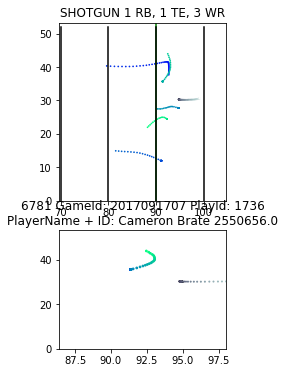 SHOTGUN 1 RB, 1 TE, 3 WR
50
40
30
20
10
0
70 80 90 100
6781 GameId: 2017091707 PlayId: 1736
PlayerName + ID: Cameron Brate 2550656.0
40
20
0
87.5 90.0 92.5 95.0 97.5